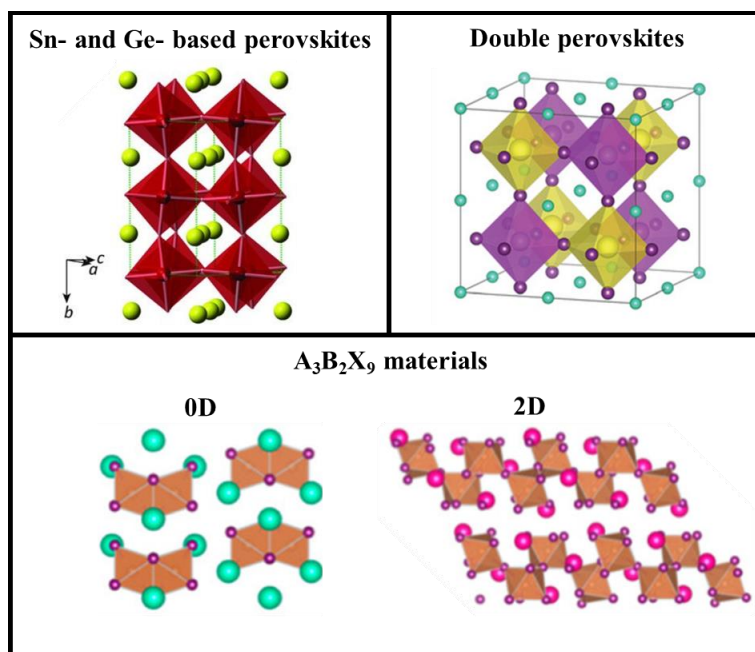 Sn- and Ge- based perovskites
Double perovskites
c
a
b
A₃B₂X₉ materials
0D
2D